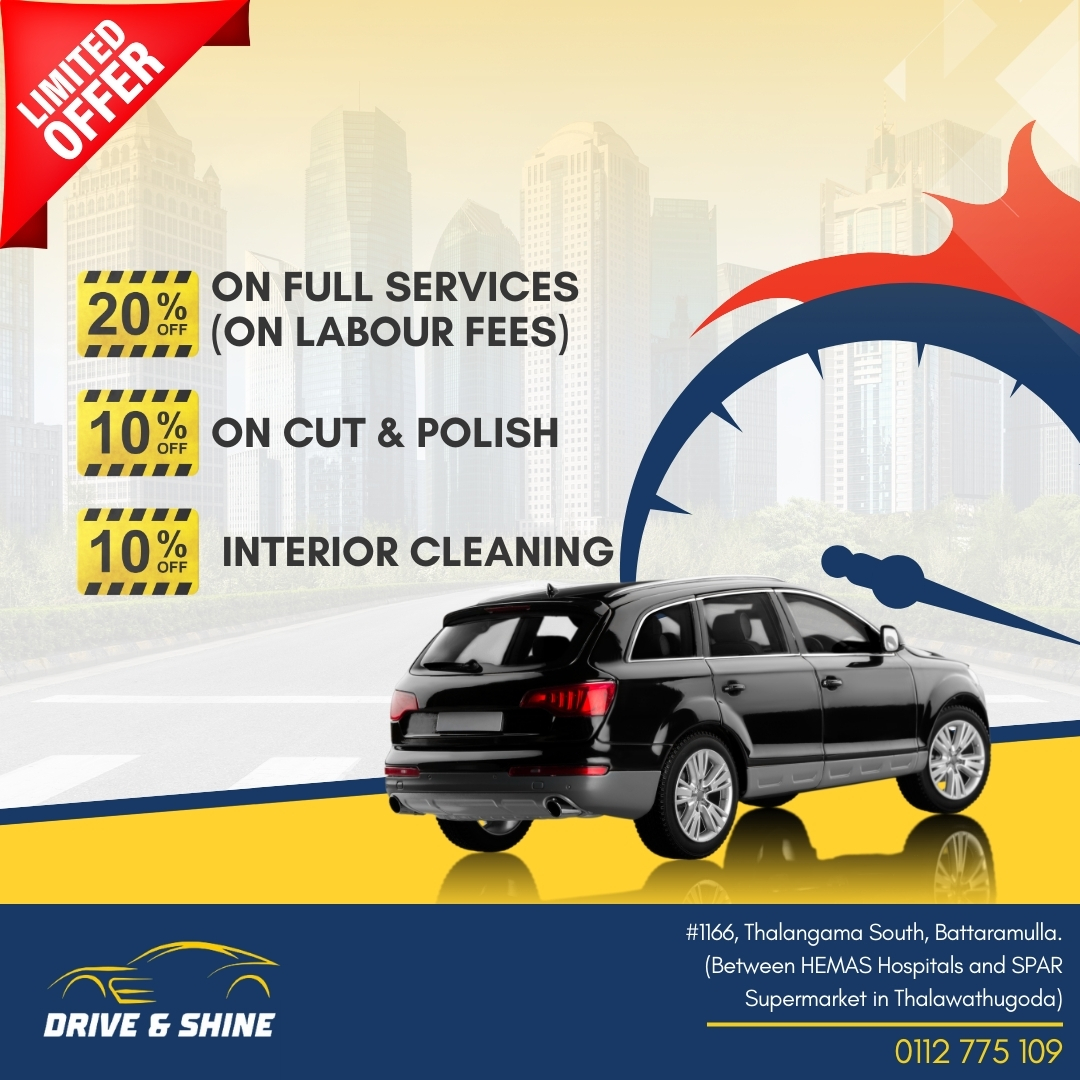 LIMITED
OFFER
20% OFF ON FULL SERVICES
(ON LABOUR FEES)
10% OFF ON CUT & POLISH
10% OFF INTERIOR CLEANING
DRIVE & SHINE
#1166, Thalangama South, Battaramulla.
(Between HEMAS Hospitals and SPAR
Supermarket in Thalawathugoda)
0112 775 109